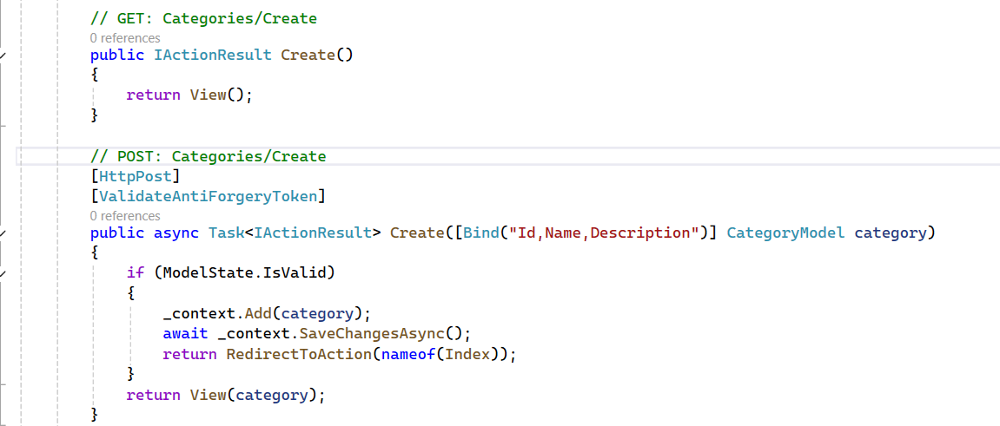 // GET: Categories/Create
0 references
public IActionResult Create()
{
return View();
}
// POST: Categories/Create
[HttpPost]
[ValidateAntiForgeryToken]
0 references
public async Task<IActionResult> Create([Bind("Id,Name,Description")] CategoryModel category)
{
if (ModelState.IsValid)
{
_context.Add(category);
await _context.SaveChangesAsync();
return RedirectToAction(nameof(Index));
}
return View(category);
}